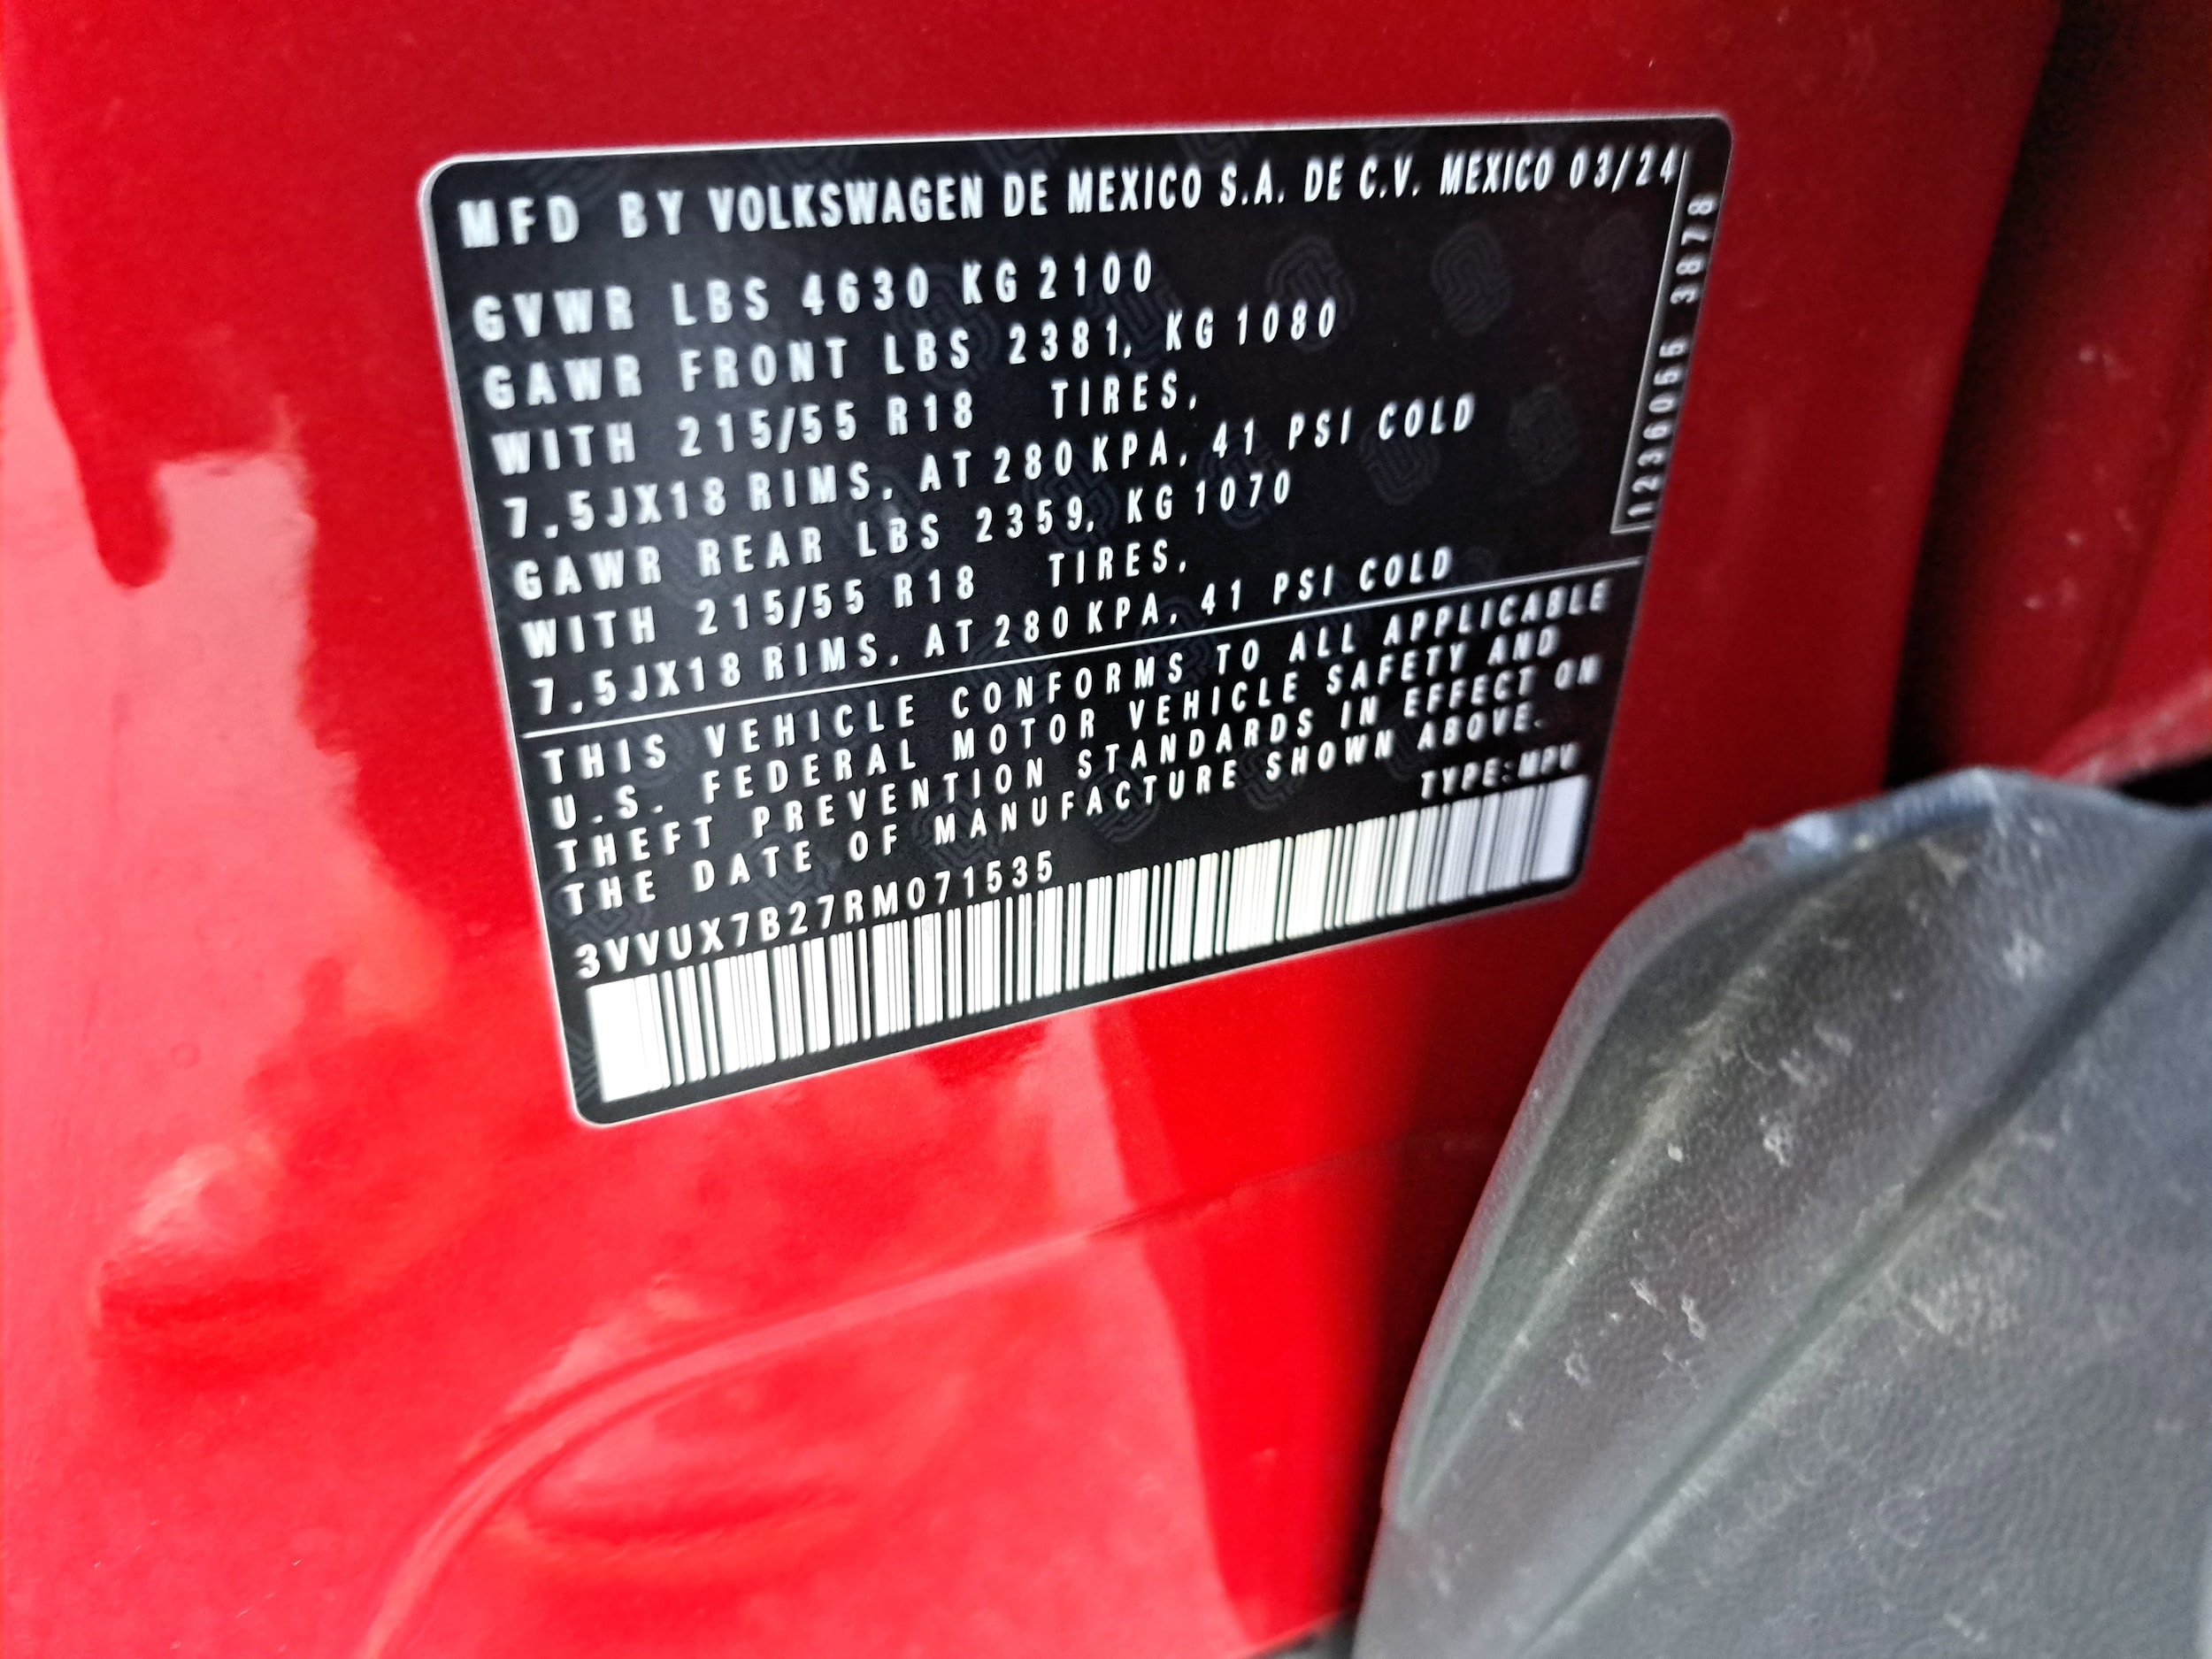 MFD BY VOLKSWAGEN DE MEXICO S.A. DE C.V. MEXICO 03/24
GVWR LBS 4630 KG 2100
GAWR FRONT LBS 2381, KG 1080
WITH 215/55 R18 TIRES,
7,5JX18 RIMS, AT 280 KPA, 41 PSI COLD
GAWR REAR LBS 2359, KG 1070
WITH 215/55 R18 TIRES,
7,5JX18 RIMS, AT 280 KPA, 41 PSI COLD
1236055 3878
THIS VEHICLE CONFORMS TO ALL APPLICABLE
U.S. FEDERAL MOTOR VEHICLE SAFETY AND
THEFT PREVENTION STANDARDS IN EFFECT ON
THE DATE OF MANUFACTURE SHOWN ABOVE.
TYPE:MPV
3VVUX7B27RM071535